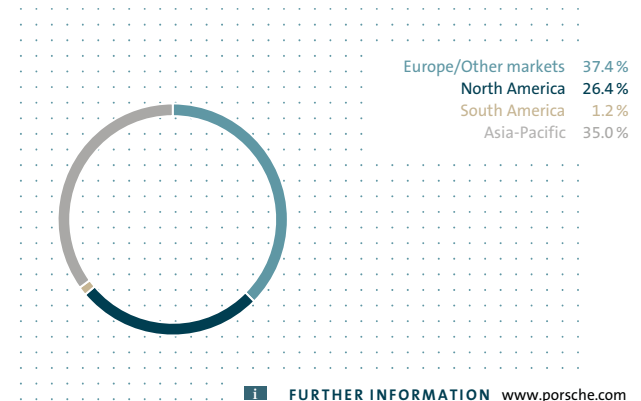 Europe/Other markets 37.4 %
North America 26.4 %
South America 1.2 %
Asia-Pacific 35.0 %
i FURTHER INFORMATION www.porsche.com